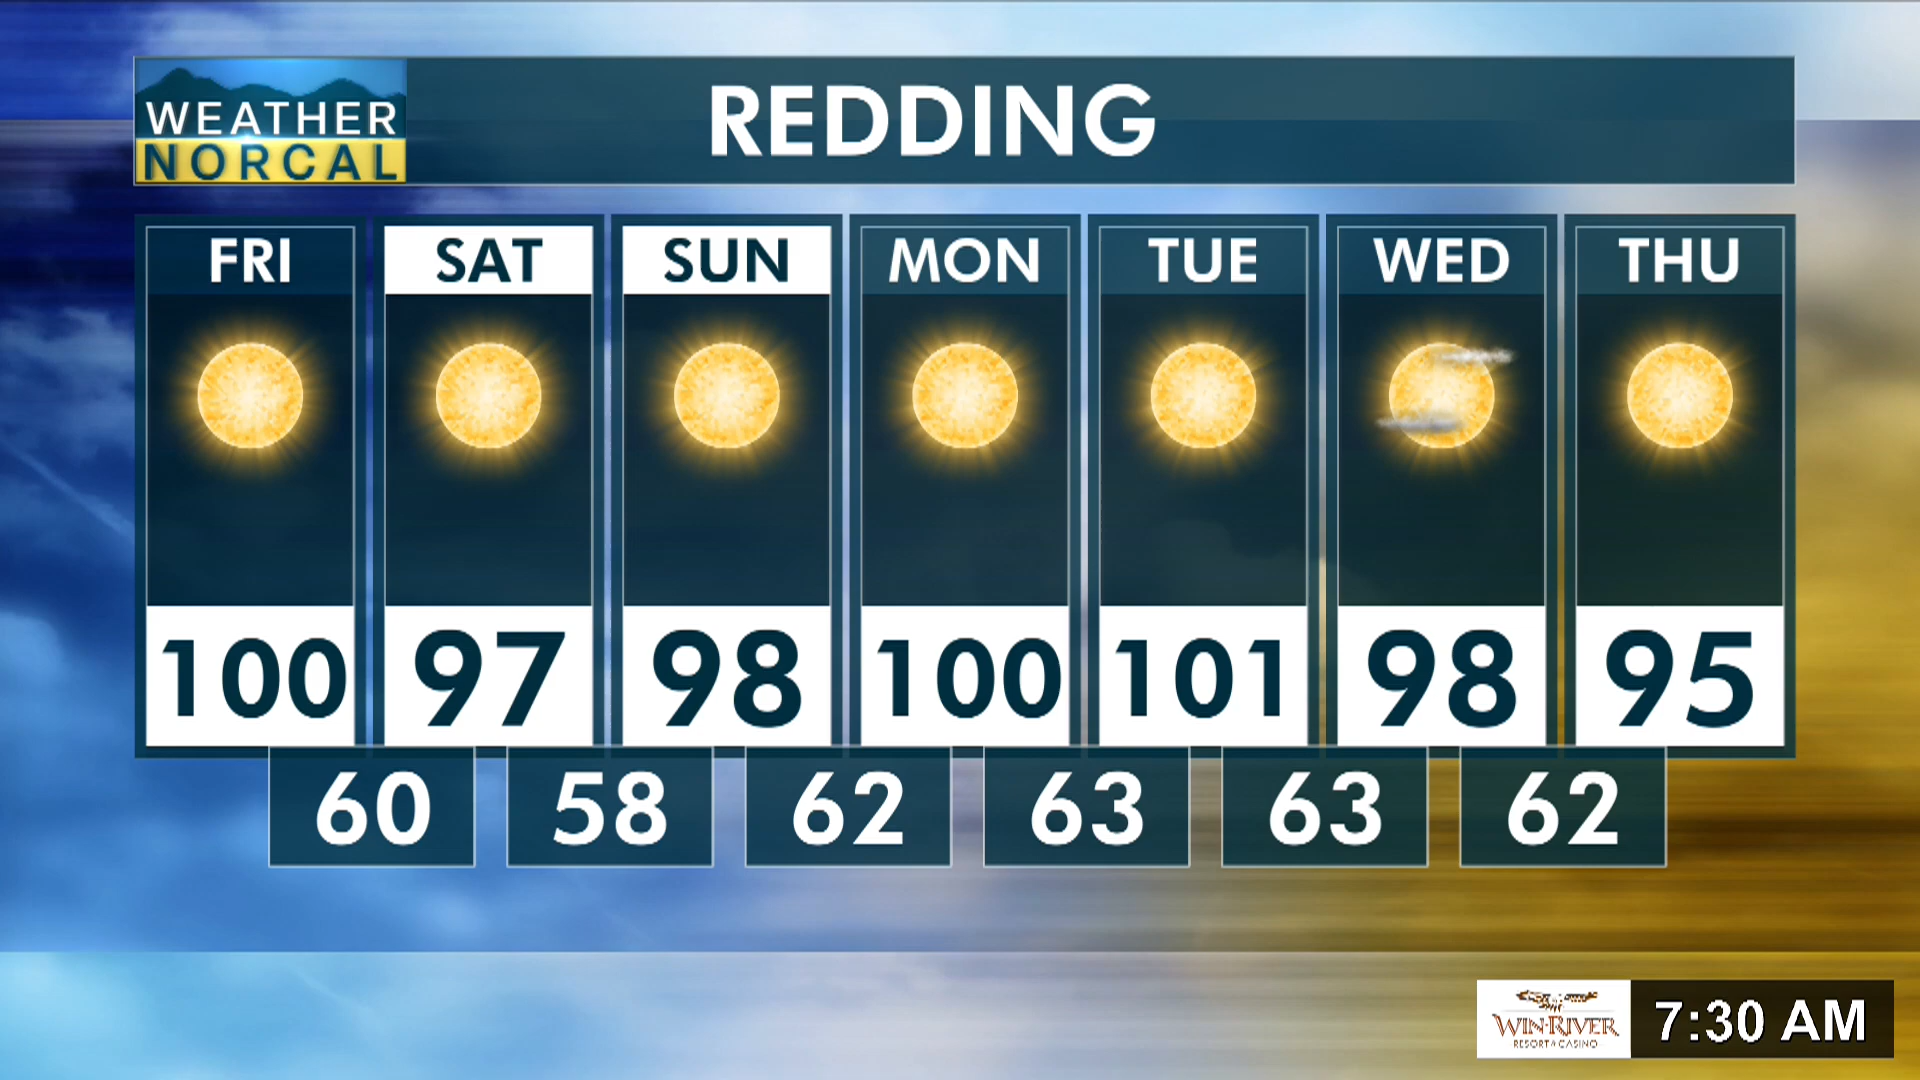 WEATHER
NORCAL
REDDING
FRI SAT SUN MON TUE WED THU
100 97 98 100 101 98 95
60 58 62 63 63 62
WIN-RIVER
RESORT & CASINO
7:30 AM